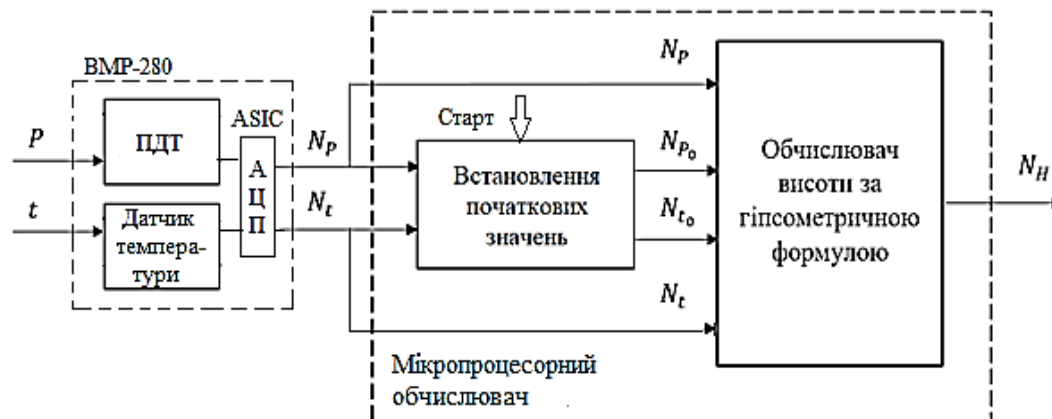 BMP-280
P
t
ПДТ
Датчик
темпера-
тури
ASIC
А
Ц
П
N_P
N_t
Старт
Встановлення
початкових
значень
N_P
N_P₀
N_t₀
N_t
Обчислювач
висоти за
гіпсометричною
формулою
N_H
Мікропроцесорний
обчислювач